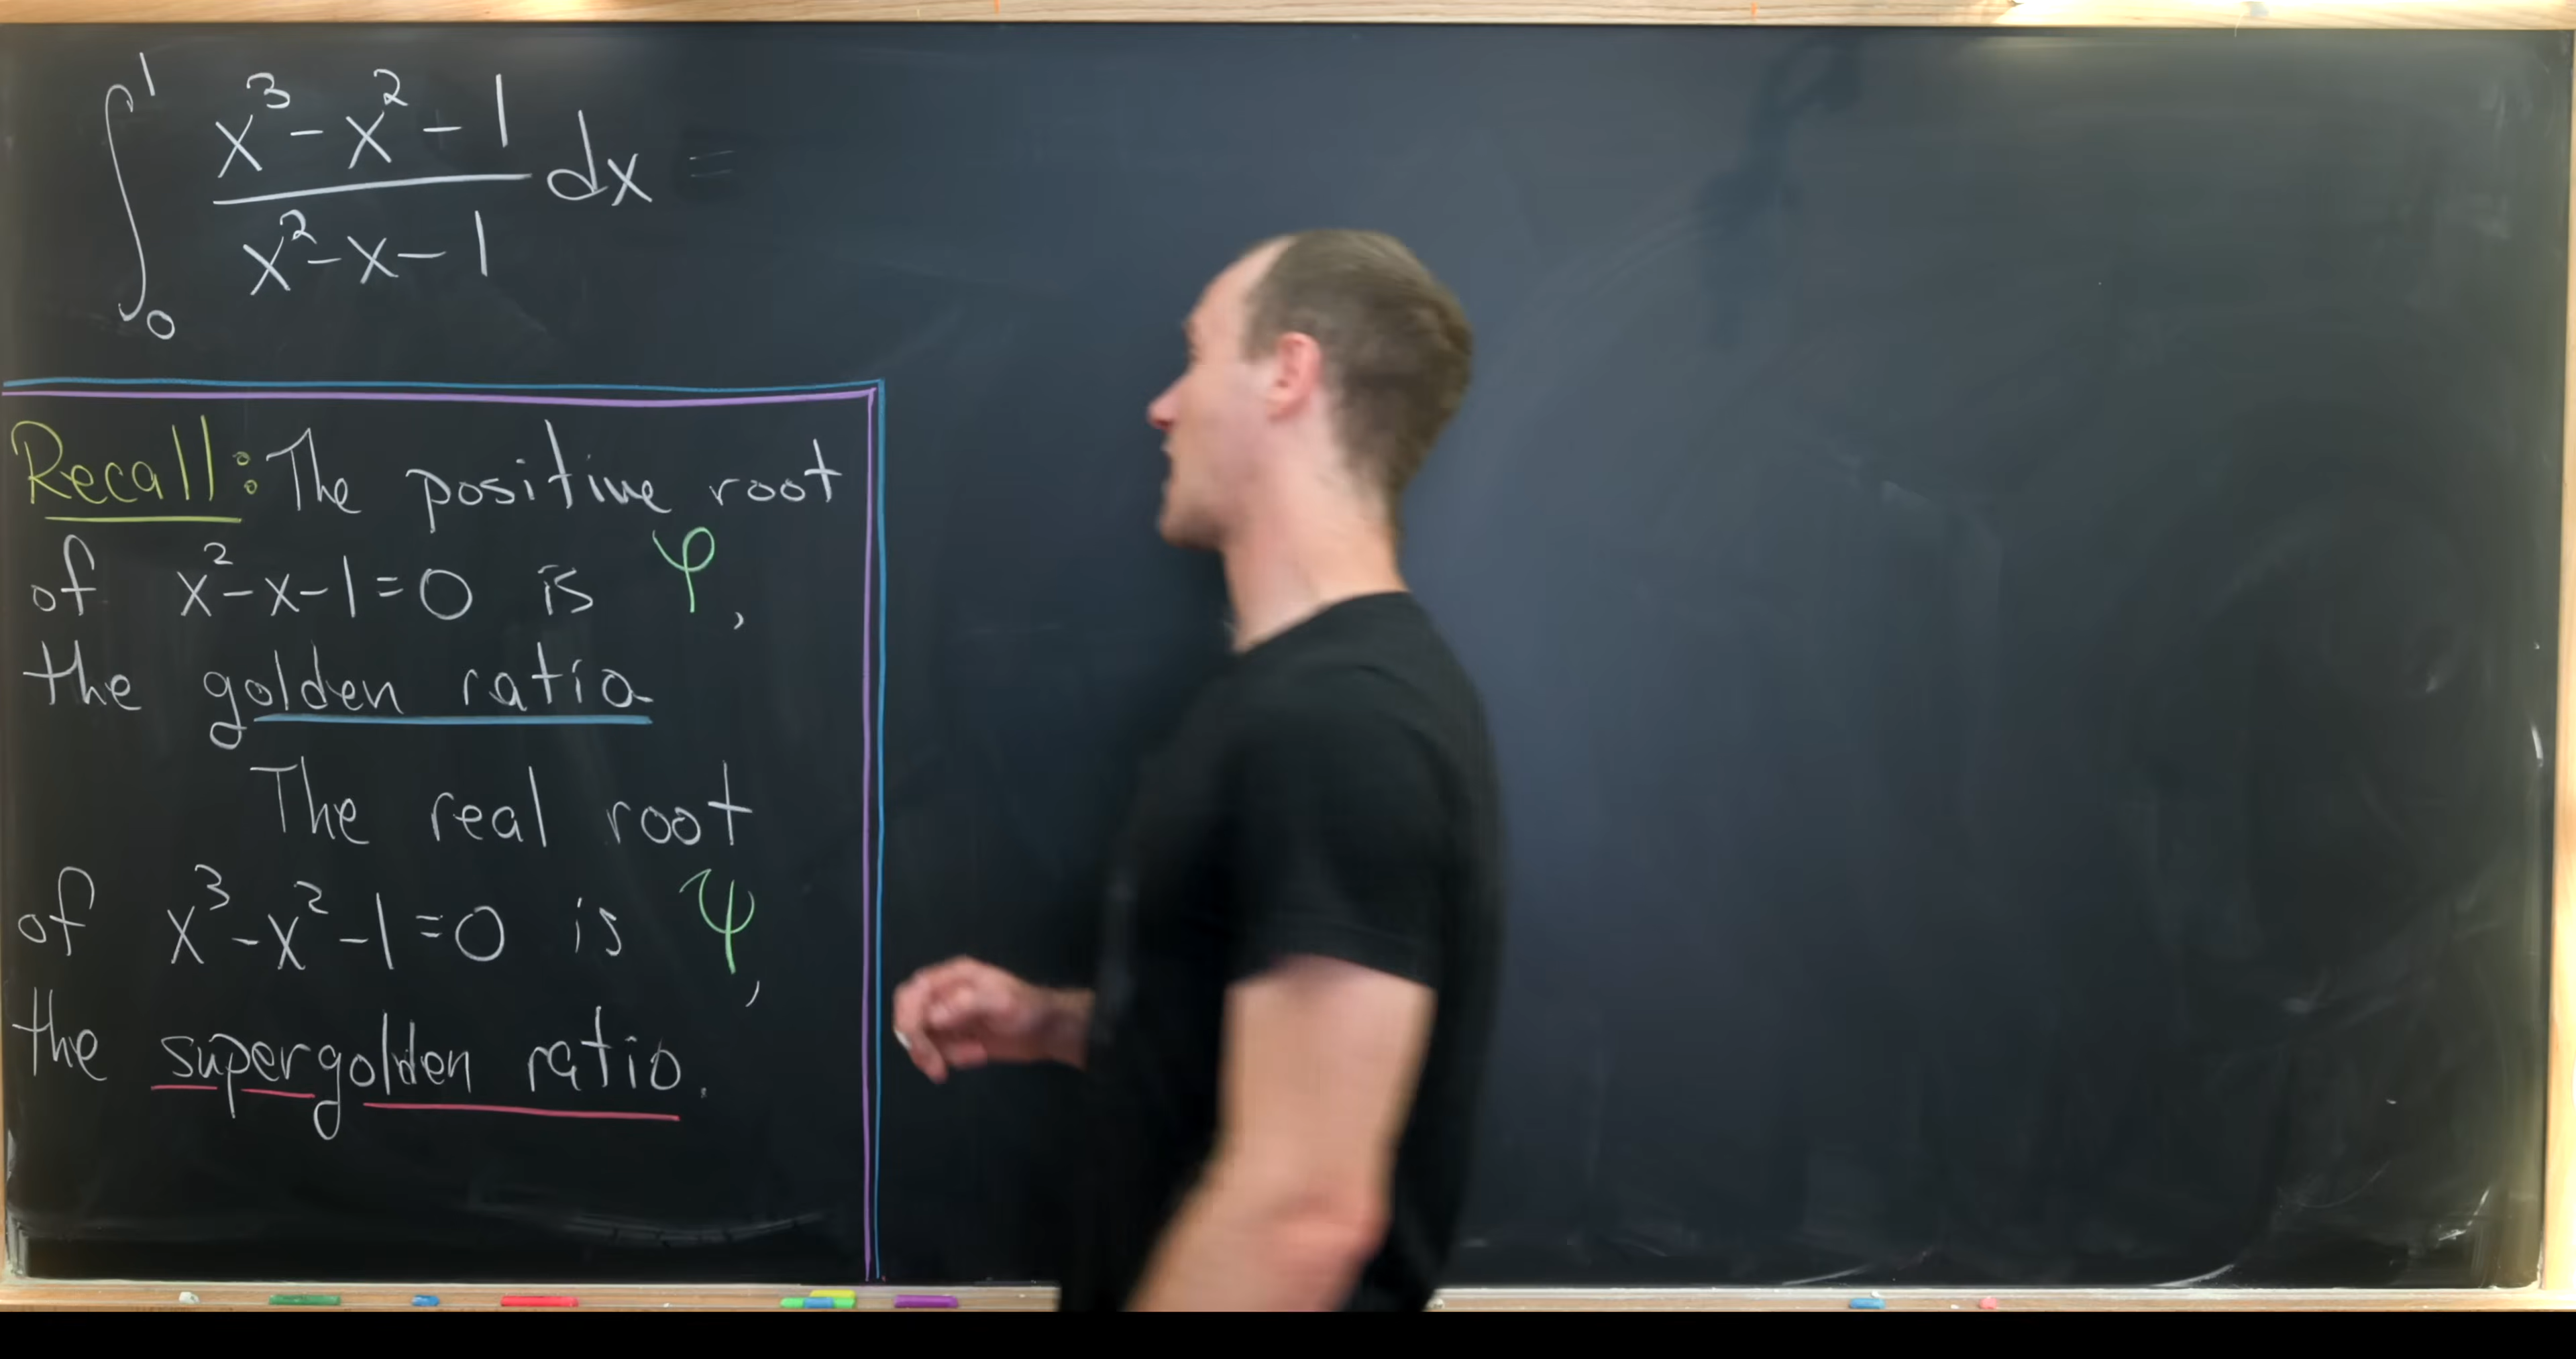 ∫₀¹ (x³ - x² - 1)/(x² - x - 1) dx =
Recall: The positive root
of x² - x - 1 = 0 is φ,
the golden ratio
The real root
of x³ - x² - 1 = 0 is ψ,
the supergolden ratio.